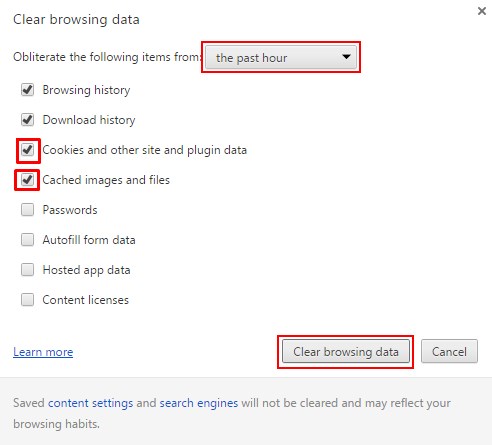 Clear browsing data
Obliterate the following items from: the past hour
Browsing history
Download history
Cookies and other site and plugin data
Cached images and files
Passwords
Autofill form data
Hosted app data
Content licenses
Learn more Clear browsing data Cancel
Saved content settings and search engines will not be cleared and may reflect your
browsing habits.